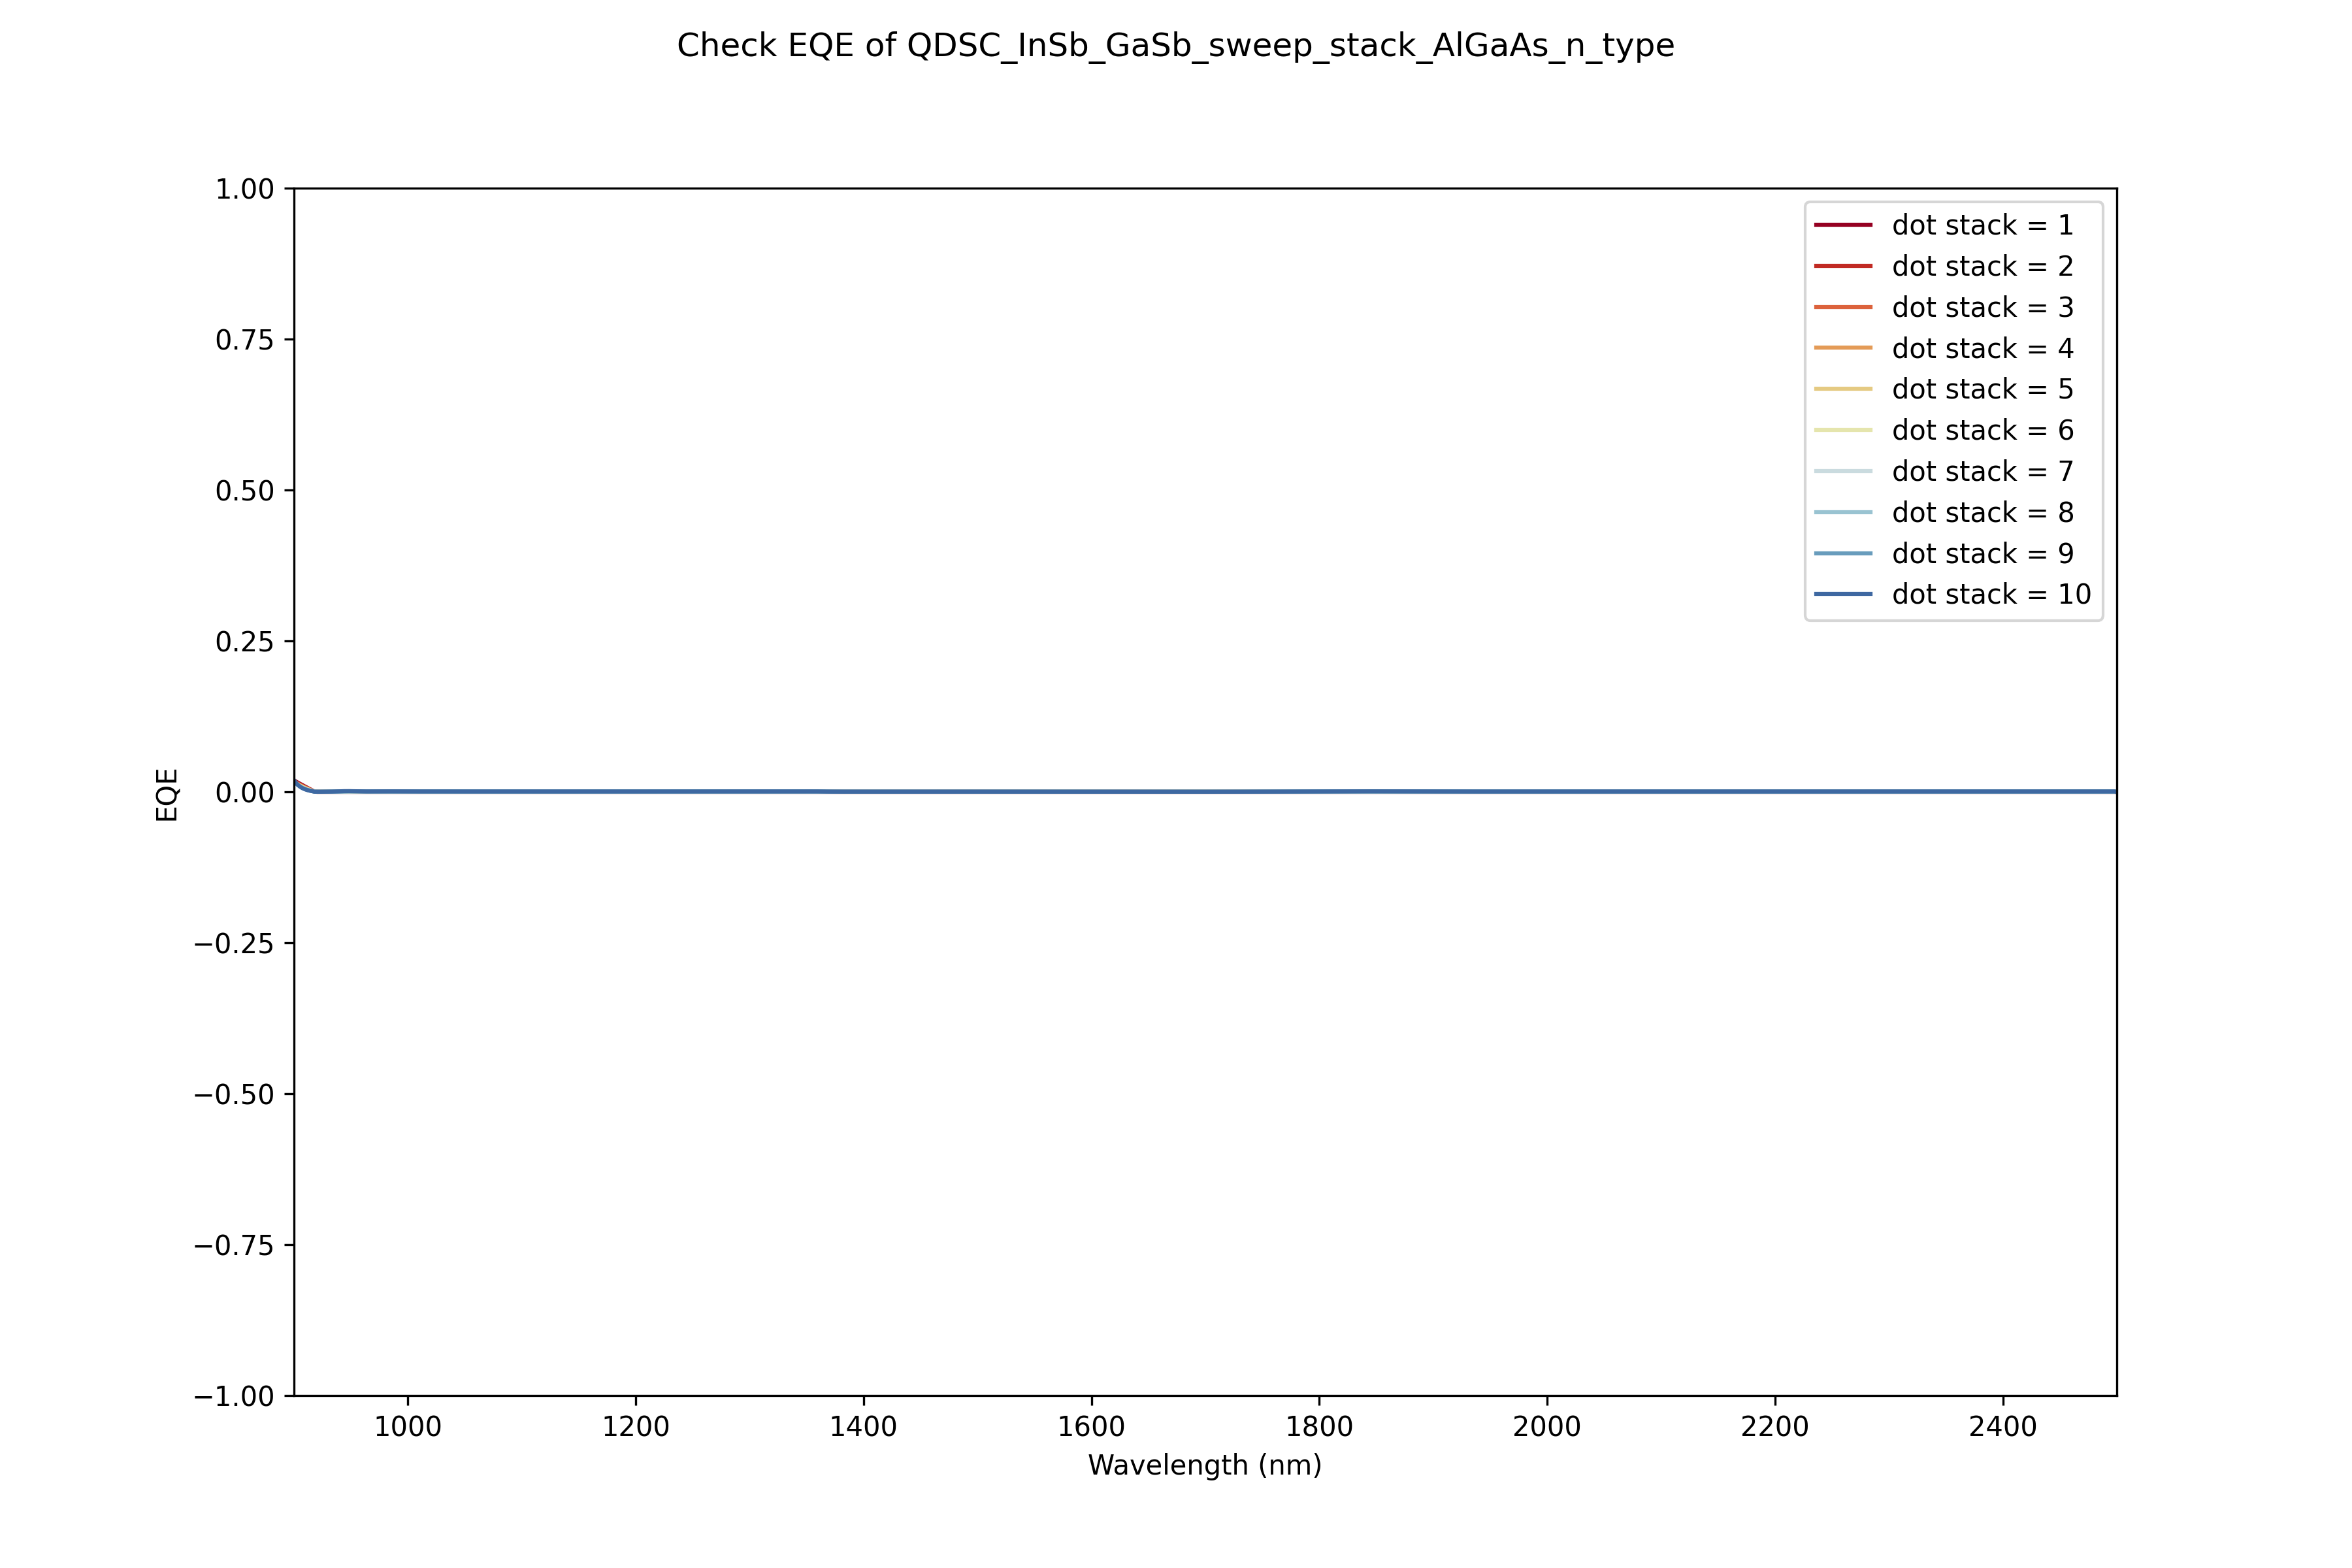 Check EQE of QDSC_InSb_GaSb_sweep_stack_AlGaAs_n_type
1.00
0.75
0.50
0.25
0.00
−0.25
−0.50
−0.75
−1.00
EQE
dot stack = 1
dot stack = 2
dot stack = 3
dot stack = 4
dot stack = 5
dot stack = 6
dot stack = 7
dot stack = 8
dot stack = 9
dot stack = 10
1000 1200 1400 1600 1800 2000 2200 2400
Wavelength (nm)